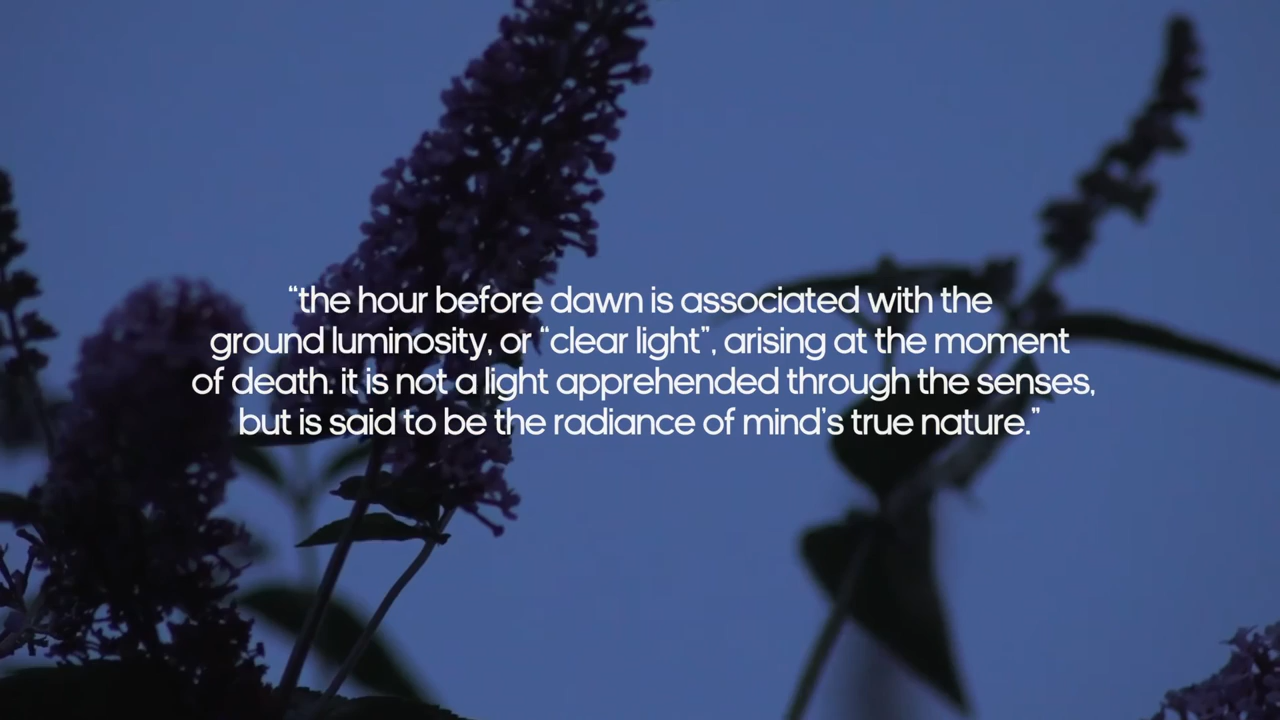 “the hour before dawn is associated with the
ground luminosity, or “clear light”, arising at the moment
of death. it is not a light apprehended through the senses,
but is said to be the radiance of mind's true nature.”